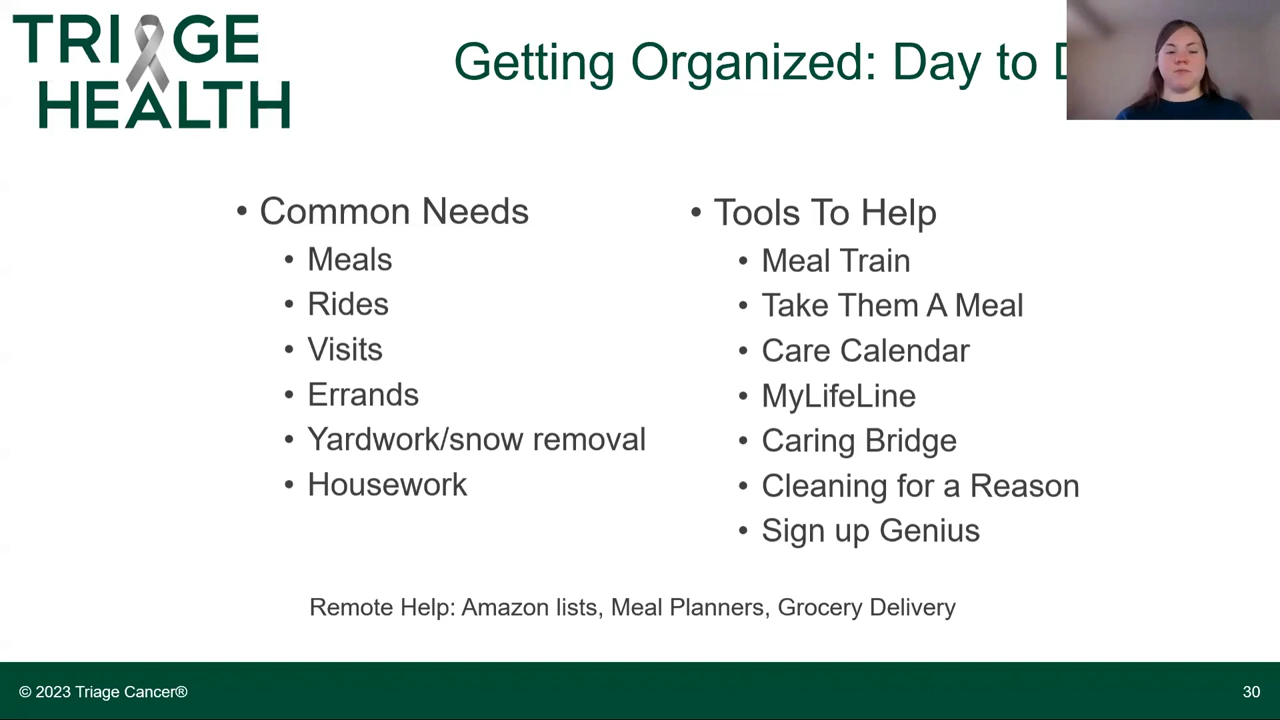 TRIAGE
HEALTH
Getting Organized: Day to
• Common Needs
• Meals
• Rides
• Visits
• Errands
• Yardwork/snow removal
• Housework
• Tools To Help
• Meal Train
• Take Them A Meal
• Care Calendar
• MyLifeLine
• Caring Bridge
• Cleaning for a Reason
• Sign up Genius
Remote Help: Amazon lists, Meal Planners, Grocery Delivery
© 2023 Triage Cancer®
30